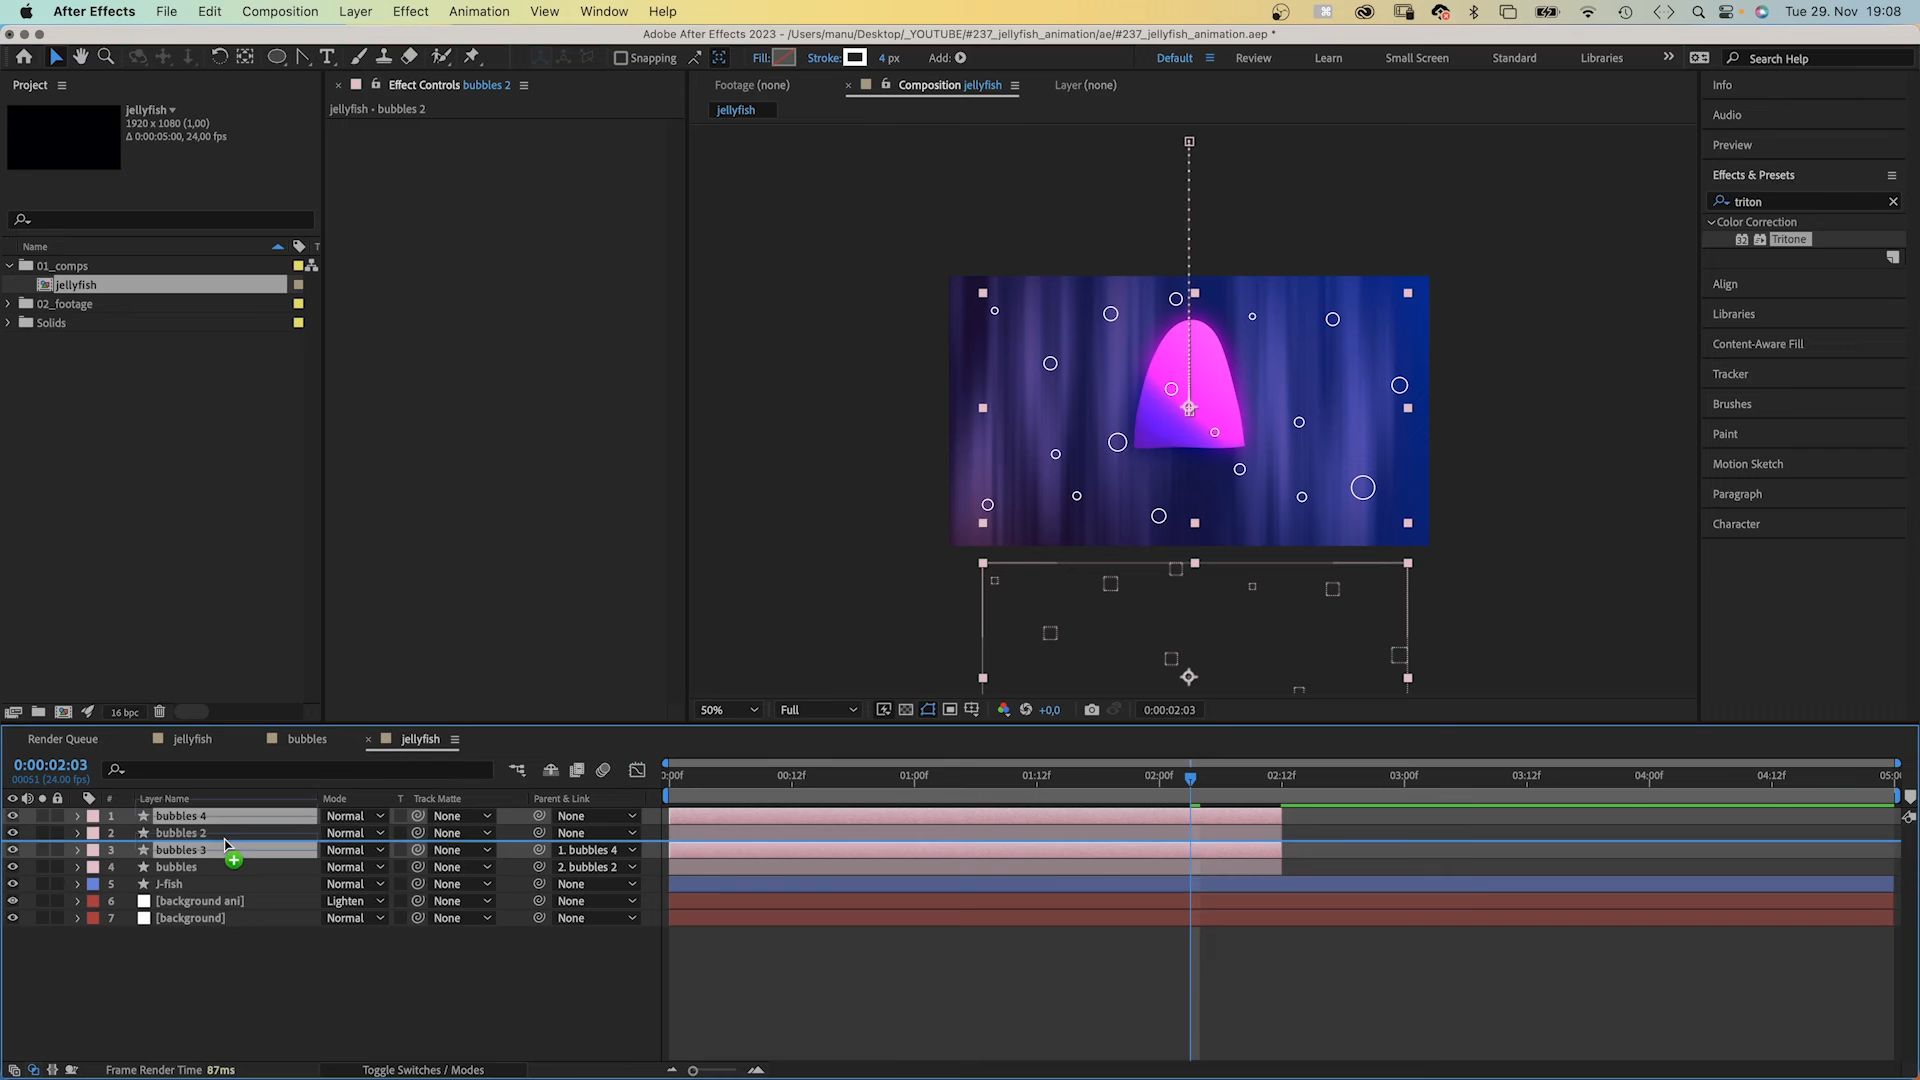 After Effects File Edit Composition Layer Effect Animation View Window Help Tue 29. Nov 19:08
Adobe After Effects 2023 - /Users/manu/Desktop/_YOUTUBE/#237_jellyfish_animation/ae/#237_jellyfish_animation.aep *
Snapping Fill: Stroke: 4 px Add: Default Review Learn Small Screen Standard Libraries Search Help
Project Effect Controls bubbles 2 Footage (none) Composition jellyfish Layer (none) Info
jellyfish
1920 x 1080 (1,00)
Δ 0:00:05:00, 24,00 fps
jellyfish • bubbles 2
jellyfish
Audio
Preview
Effects & Presets
triton
Color Correction
32 Tritone
Align
Libraries
Content-Aware Fill
Tracker
Brushes
Paint
Motion Sketch
Paragraph
Character
Name T
01_comps
jellyfish
02_footage
Solids
16 bpc
50% Full +0,0 0:00:02:03
Render Queue jellyfish bubbles jellyfish
0:00:02:03
00051 (24.00 fps)
:00f 00:12f 01:00f 01:12f 02:00f 02:12f 03:00f 03:12f 04:00f 04:12f 05:0
# Layer Name Mode T Track Matte Parent & Link
1 bubbles 4 Normal None None
2 bubbles 2 Normal None None
3 bubbles 3 Normal None 1. bubbles 4
4 bubbles Normal None 2. bubbles 2
5 J-fish Normal None None
6 [background ani] Lighten None None
7 [background] Normal None None
Frame Render Time 87ms Toggle Switches / Modes